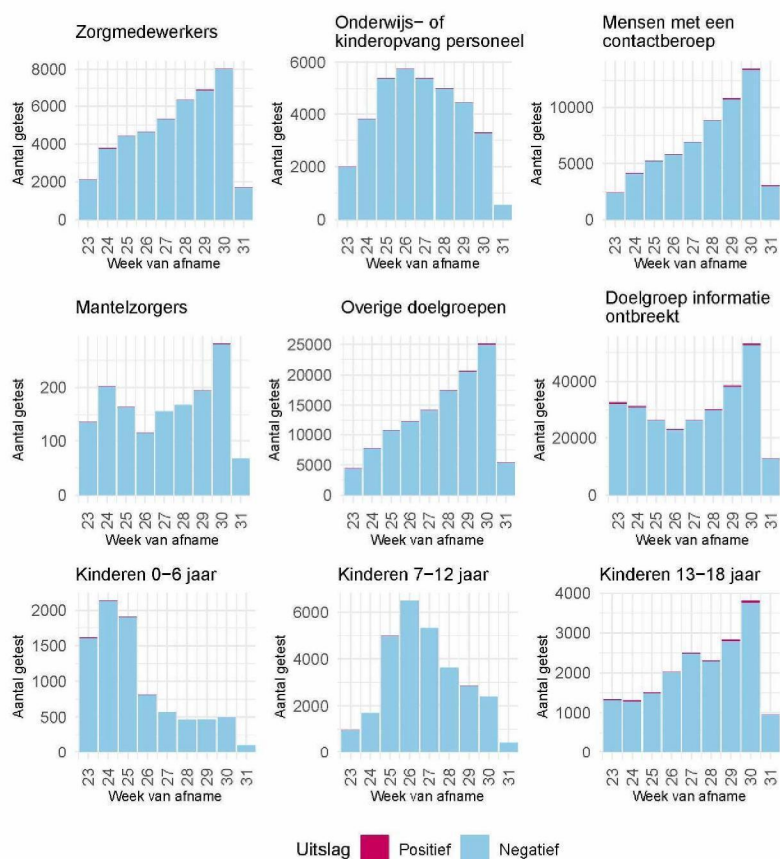 Zorgmedewerkers
Aantal getest
8000
6000
4000
2000
0
23 24 25 26 27 28 29 30 31
Week van afname
Onderwijs- of
kinderopvang personeel
Aantal getest
6000
4000
2000
0
23 24 25 26 27 28 29 30 31
Week van afname
Mensen met een
contactberoep
Aantal getest
10000
5000
0
23 24 25 26 27 28 29 30 31
Week van afname
Mantelzorgers
Aantal getest
200
100
0
23 24 25 26 27 28 29 30 31
Week van afname
Overige doelgroepen
Aantal getest
25000
20000
15000
10000
5000
0
23 24 25 26 27 28 29 30 31
Week van afname
Doelgroep informatie
ontbreekt
Aantal getest
40000
20000
0
23 24 25 26 27 28 29 30 31
Week van afname
Kinderen 0-6 jaar
Aantal getest
2000
1500
1000
500
0
23 24 25 26 27 28 29 30 31
Week van afname
Kinderen 7-12 jaar
Aantal getest
6000
4000
2000
0
23 24 25 26 27 28 29 30 31
Week van afname
Kinderen 13-18 jaar
Aantal getest
4000
3000
2000
1000
0
23 24 25 26 27 28 29 30 31
Week van afname
Uitslag Positief Negatief